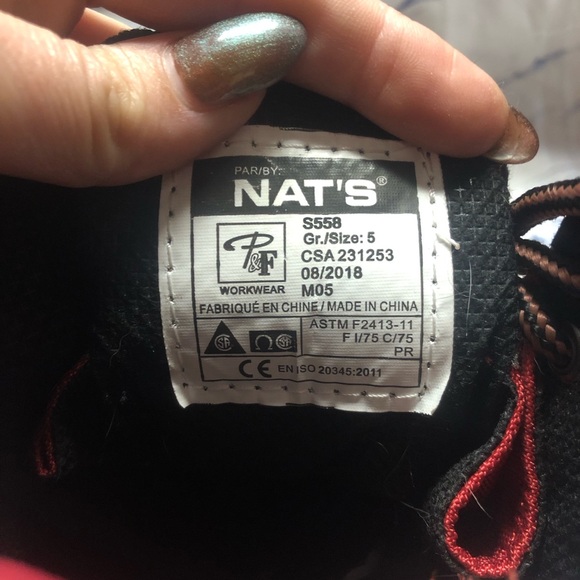 PAR/BY:
NAT'S®
P&F
WORKWEAR
S558
Gr./Size: 5
CSA 231253
08/2018
M05
FABRIQUÉ EN CHINE / MADE IN CHINA
ASTM F2413-11
F I/75 C/75
PR
CE EN ISO 20345:2011